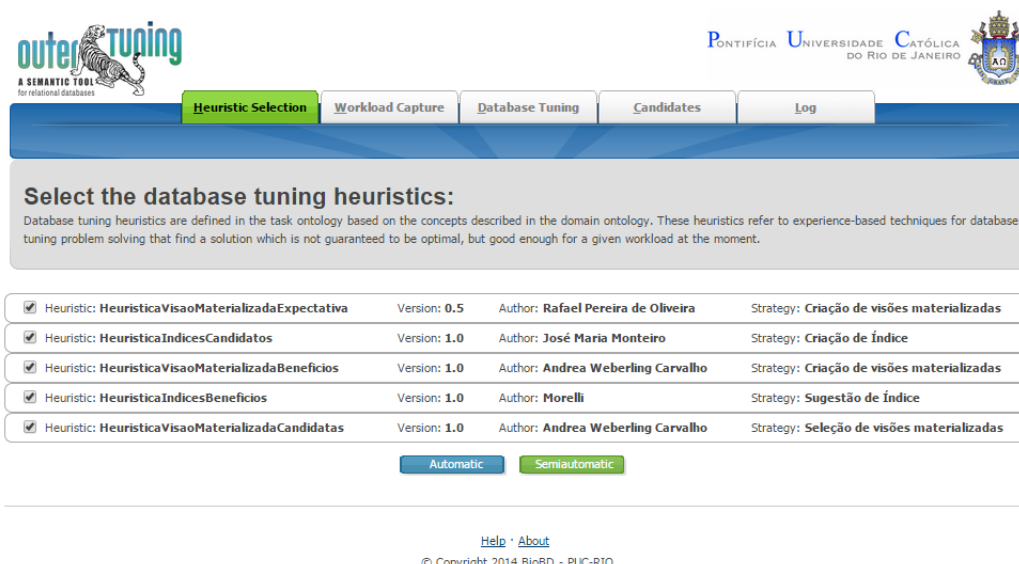 outer Tuning
A SEMANTIC TOOL
for relational databases
PONTIFÍCIA UNIVERSIDADE CATÓLICA
DO RIO DE JANEIRO
Heuristic Selection Workload Capture Database Tuning Candidates Log
Select the database tuning heuristics:
Database tuning heuristics are defined in the task ontology based on the concepts described in the domain ontology. These heuristics refer to experience-based techniques for database
tuning problem solving that find a solution which is not guaranteed to be optimal, but good enough for a given workload at the moment.
Heuristic: HeuristicaVisaoMaterializadaExpectativa Version: 0.5 Author: Rafael Pereira de Oliveira Strategy: Criação de visões materializadas
Heuristic: HeuristicaIndicesCandidatos Version: 1.0 Author: José Maria Monteiro Strategy: Criação de Índice
Heuristic: HeuristicaVisaoMaterializadaBeneficios Version: 1.0 Author: Andrea Weberling Carvalho Strategy: Criação de visões materializadas
Heuristic: HeuristicaIndicesBeneficios Version: 1.0 Author: Morelli Strategy: Sugestão de Índice
Heuristic: HeuristicaVisaoMaterializadaCandidatas Version: 1.0 Author: Andrea Weberling Carvalho Strategy: Seleção de visões materializadas
Automatic Semiautomatic
Help · About
© Copyright 2014 BioBD - PUC-RIO